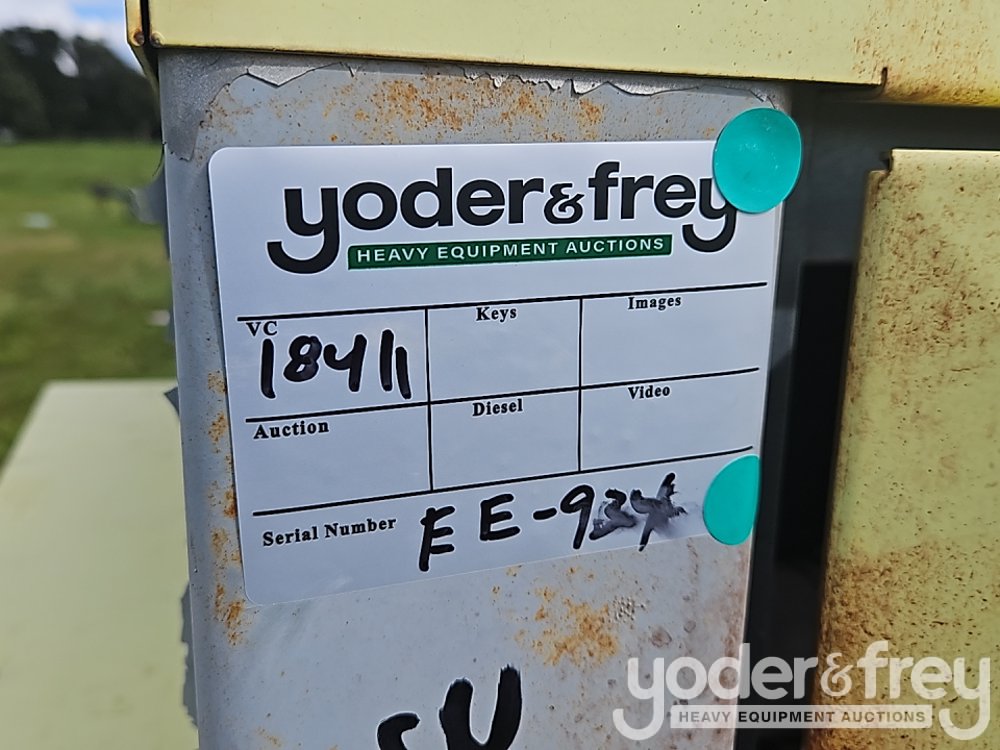 yoder&frey
HEAVY EQUIPMENT AUCTIONS
VC Keys Images
18411
Auction Diesel Video
Serial Number EE-934
yoder&frey
HEAVY EQUIPMENT AUCTIONS